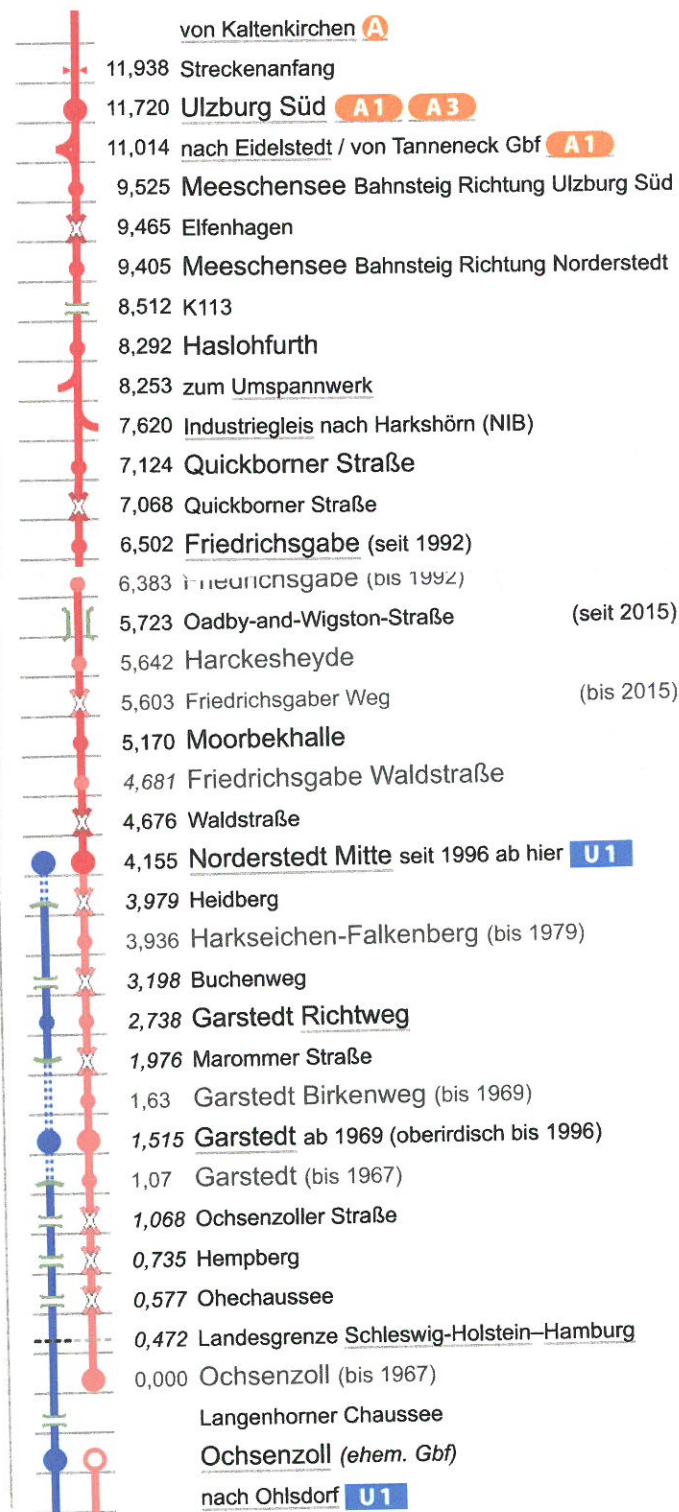 von Kaltenkirchen A
11,938 Streckenanfang
11,720 Ulzburg Süd A1 A3
11,014 nach Eidelstedt / von Tanneneck Gbf A1
9,525 Meeschensee Bahnsteig Richtung Ulzburg Süd
9,465 Elfenhagen
9,405 Meeschensee Bahnsteig Richtung Norderstedt
8,512 K113
8,292 Haslohfurth
8,253 zum Umspannwerk
7,620 Industriegleis nach Harkshörn (NIB)
7,124 Quickborner Straße
7,068 Quickborner Straße
6,502 Friedrichsgabe (seit 1992)
6,383 Friedrichsgabe (bis 1992)
5,723 Oadby-and-Wigston-Straße (seit 2015)
5,642 Harckesheyde
5,603 Friedrichsgaber Weg (bis 2015)
5,170 Moorbekhalle
4,681 Friedrichsgabe Waldstraße
4,676 Waldstraße
4,155 Norderstedt Mitte seit 1996 ab hier U1
3,979 Heidberg
3,936 Harkseichen-Falkenberg (bis 1979)
3,198 Buchenweg
2,738 Garstedt Richtweg
1,976 Marommer Straße
1,63 Garstedt Birkenweg (bis 1969)
1,515 Garstedt ab 1969 (oberirdisch bis 1996)
1,07 Garstedt (bis 1967)
1,068 Ochsenzoller Straße
0,735 Hempberg
0,577 Ohechaussee
0,472 Landesgrenze Schleswig-Holstein–Hamburg
0,000 Ochsenzoll (bis 1967)
Langenhorner Chaussee
Ochsenzoll (ehem. Gbf)
nach Ohlsdorf U1